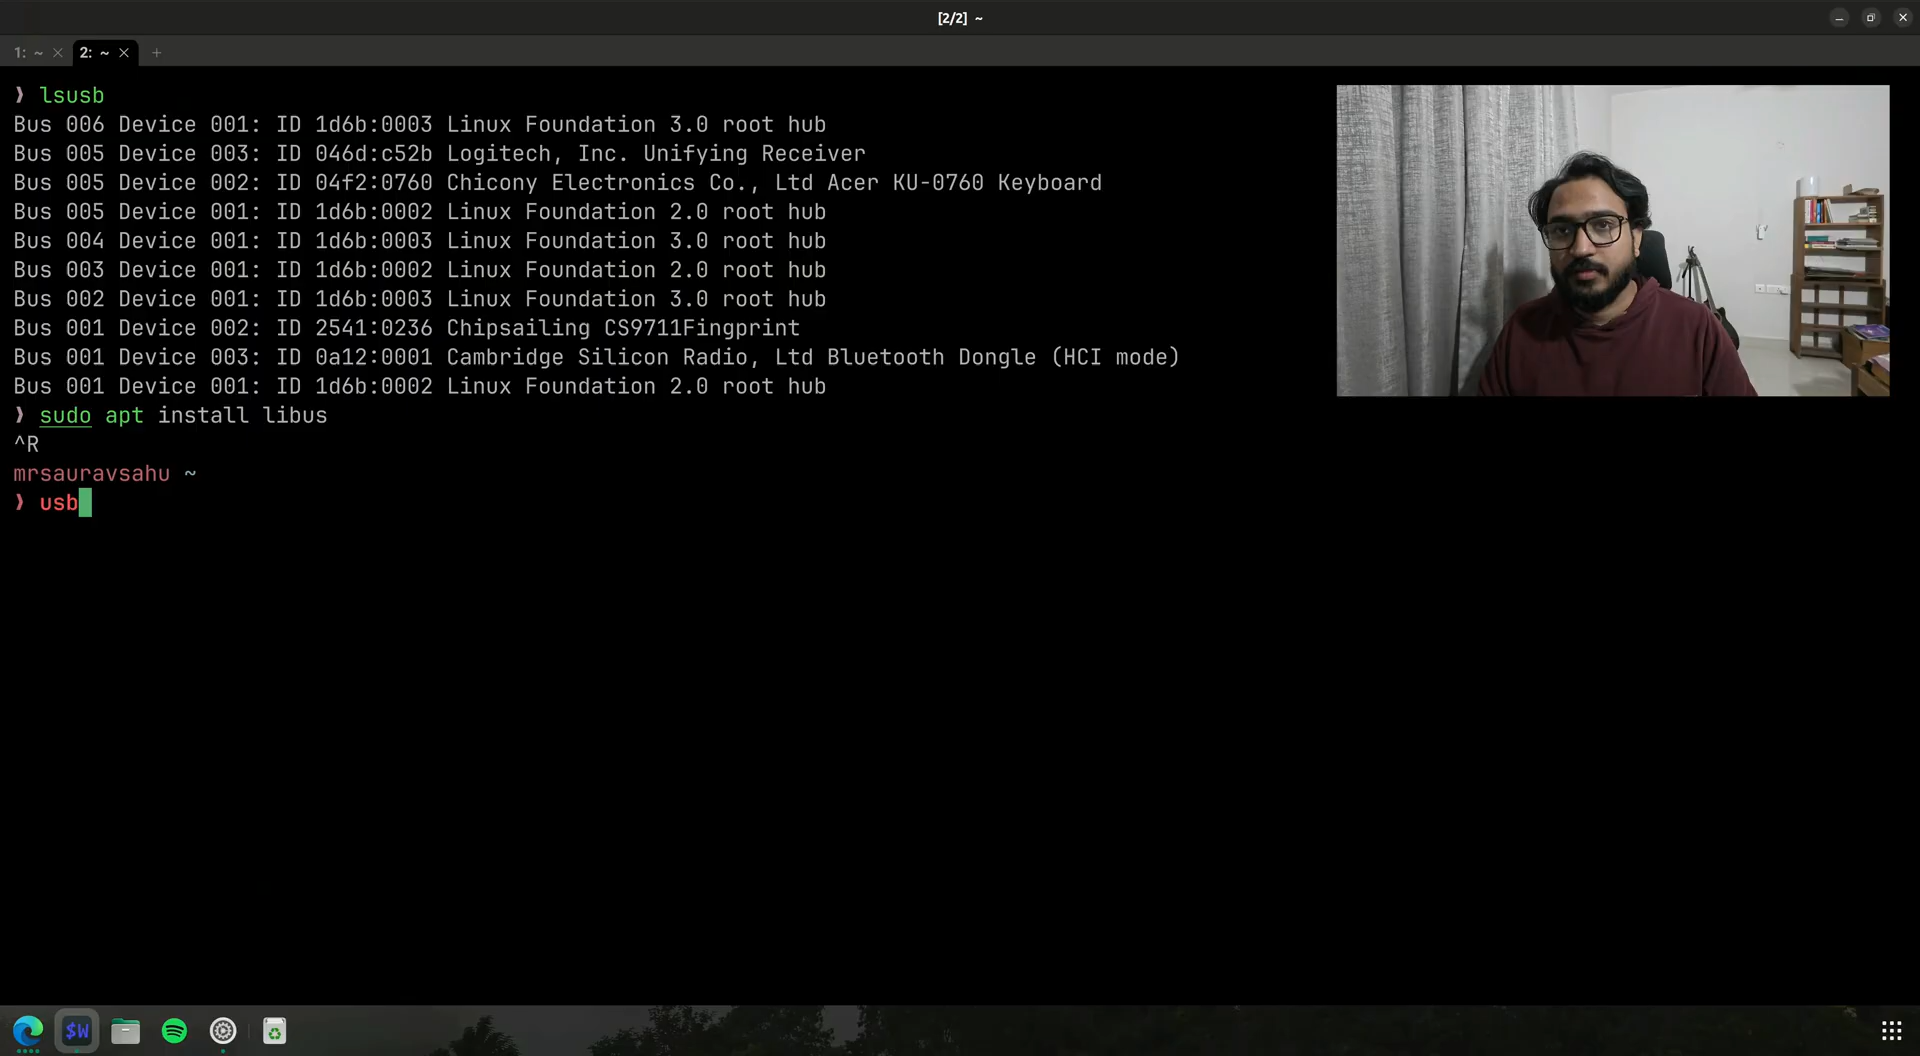 [2/2] ~
1: ~ × 2: ~ × +
❫ lsusb
Bus 006 Device 001: ID 1d6b:0003 Linux Foundation 3.0 root hub
Bus 005 Device 003: ID 046d:c52b Logitech, Inc. Unifying Receiver
Bus 005 Device 002: ID 04f2:0760 Chicony Electronics Co., Ltd Acer KU-0760 Keyboard
Bus 005 Device 001: ID 1d6b:0002 Linux Foundation 2.0 root hub
Bus 004 Device 001: ID 1d6b:0003 Linux Foundation 3.0 root hub
Bus 003 Device 001: ID 1d6b:0002 Linux Foundation 2.0 root hub
Bus 002 Device 001: ID 1d6b:0003 Linux Foundation 3.0 root hub
Bus 001 Device 002: ID 2541:0236 Chipsailing CS9711Fingprint
Bus 001 Device 003: ID 0a12:0001 Cambridge Silicon Radio, Ltd Bluetooth Dongle (HCI mode)
Bus 001 Device 001: ID 1d6b:0002 Linux Foundation 2.0 root hub
❫ sudo apt install libus
^R
mrsauravsahu ~
❫ usb
$W